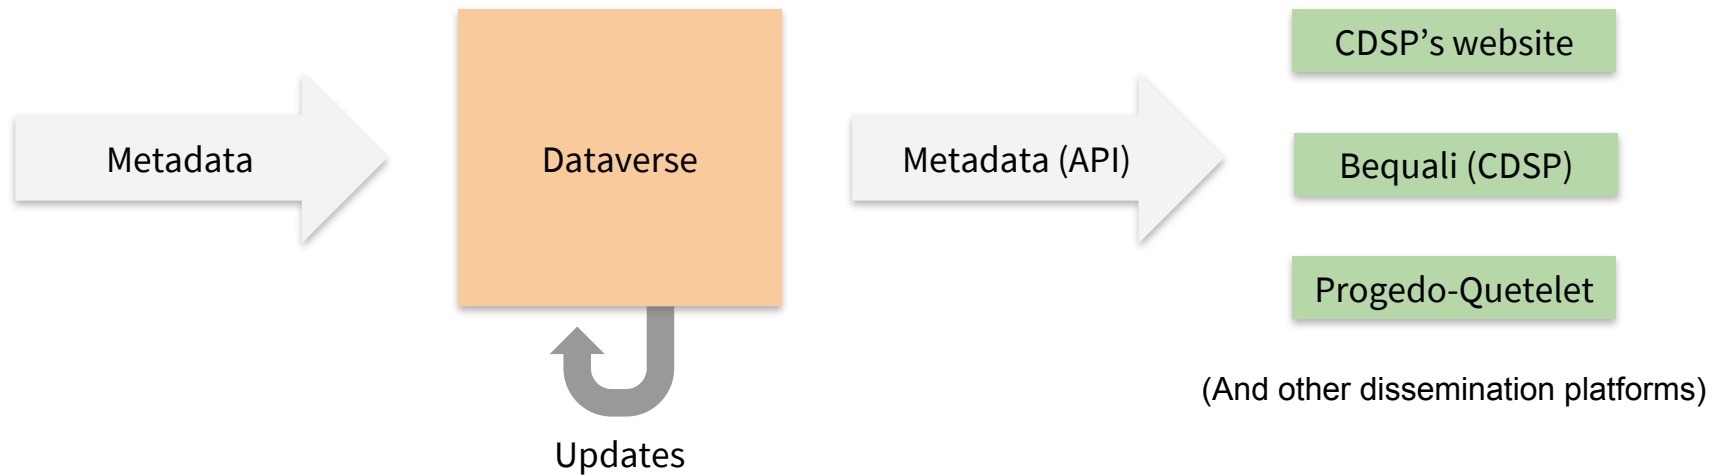 Metadata
Dataverse
Updates
Metadata (API)
CDSP’s website
Bequali (CDSP)
Progedo-Quetelet
(And other dissemination platforms)